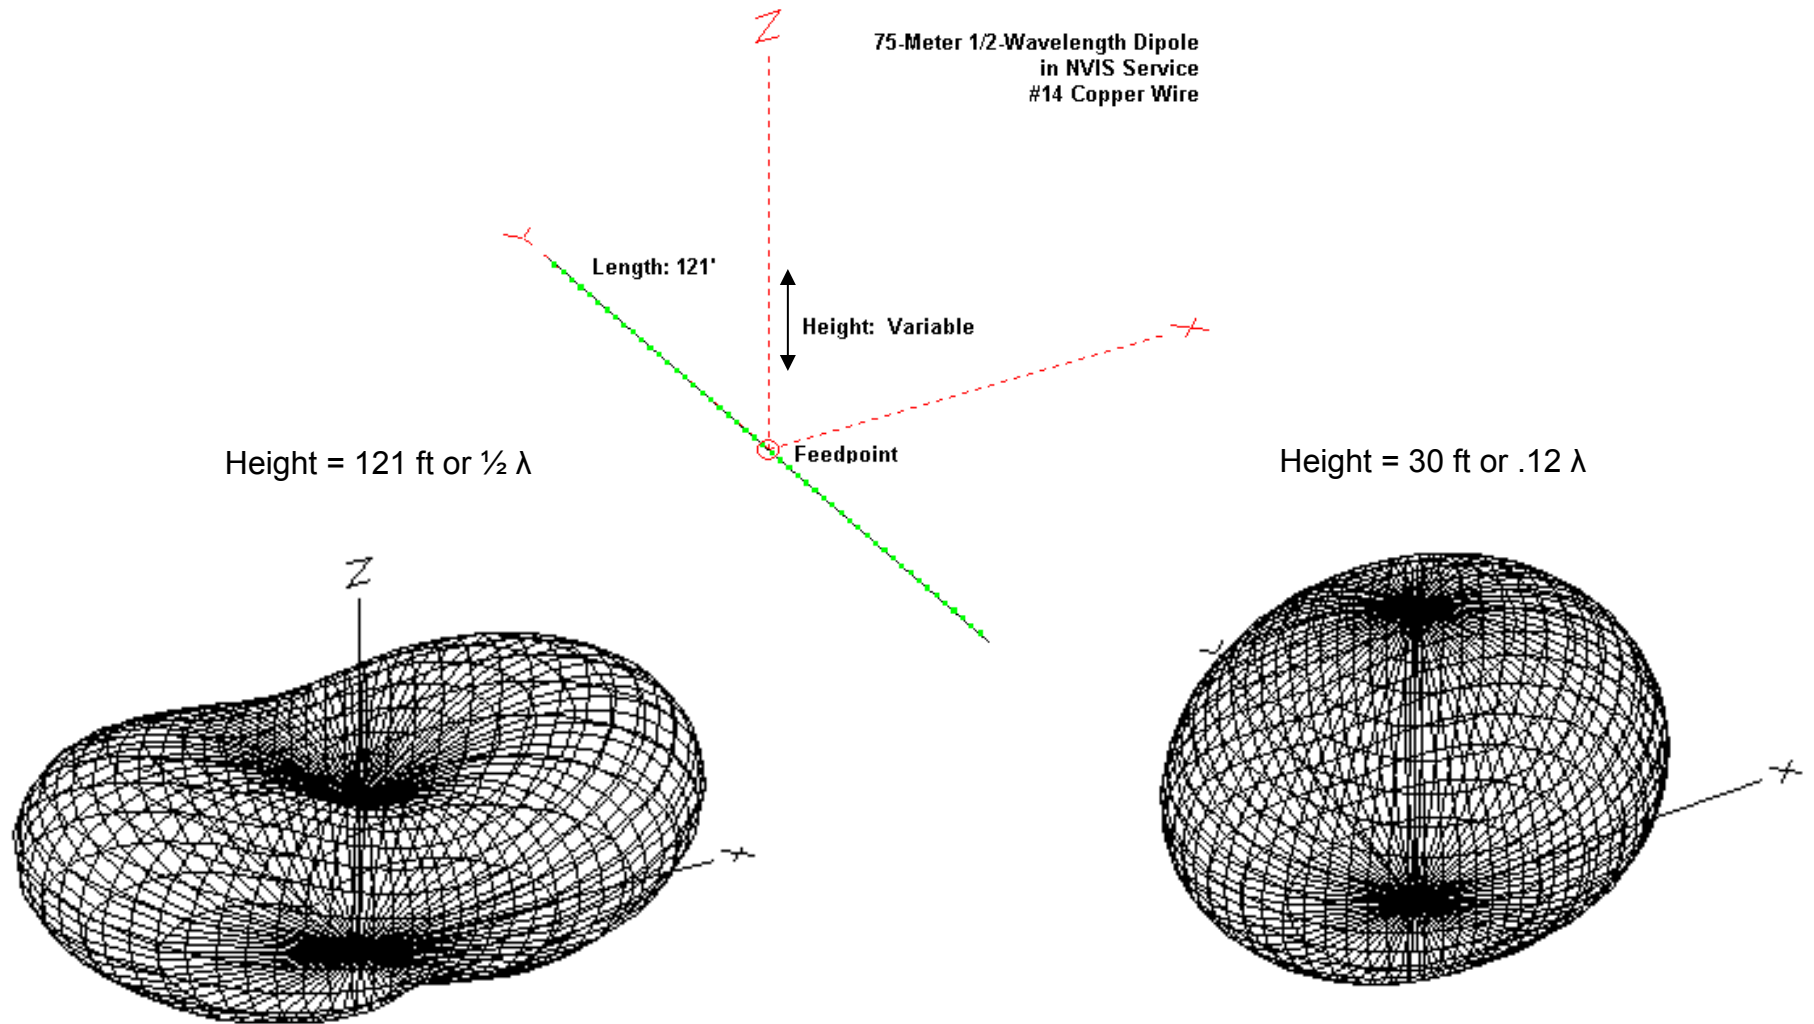 Z
75-Meter 1/2-Wavelength Dipole
in NVIS Service
#14 Copper Wire
Y
Length: 121'
Height: Variable
X
Feedpoint
Height = 121 ft or ½ λ
Height = 30 ft or .12 λ
Z
X
Y
X